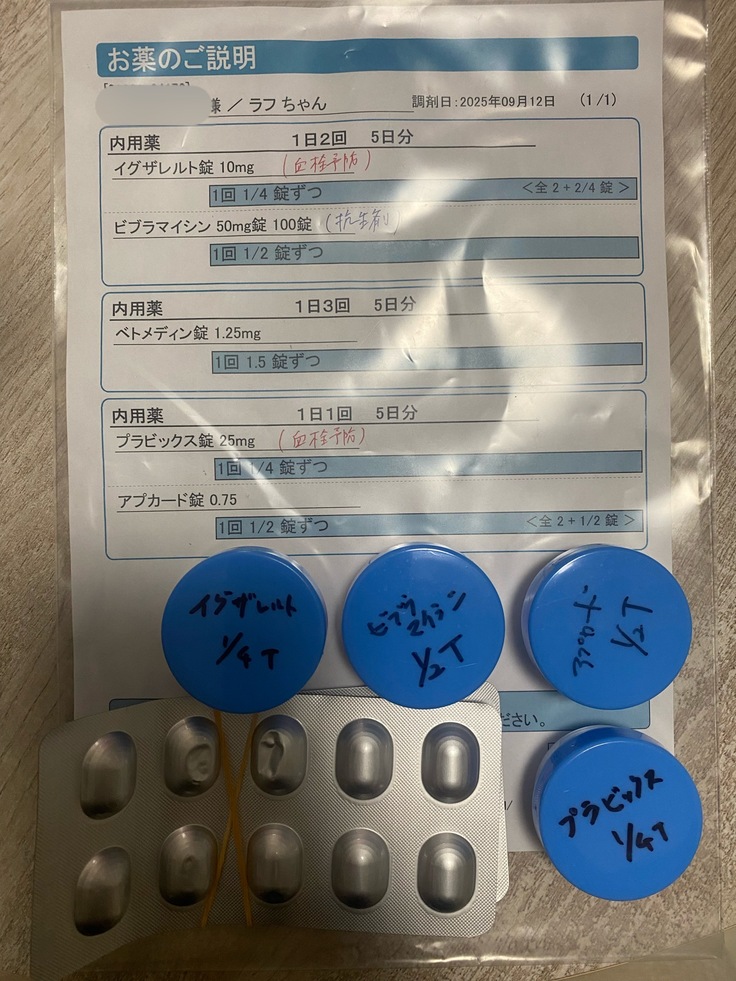 お薬のご説明
様 / ラフ ちゃん 調剤日:2025年09月12日 (1 /1)
内用薬 1日2回 5日分
イグザレルト錠 10mg (血栓予防)
1回 1/4 錠ずつ <全 2 + 2/4 錠 >
ビブラマイシン 50mg錠 100錠 (抗生剤)
1回 1/2 錠ずつ
内用薬 1日3回 5日分
ベトメディン錠 1.25mg
1回 1.5 錠ずつ
内用薬 1日1回 5日分
プラビックス錠 25mg (血栓予防)
1回 1/4 錠ずつ
アプカード錠 0.75
1回 1/2 錠ずつ <全 2 + 1/2 錠 >
イグザレルト
1/4 T
ビブラ
マイシン
1/2 T
1/2 T
ださい。
プラビックス
1/4 T